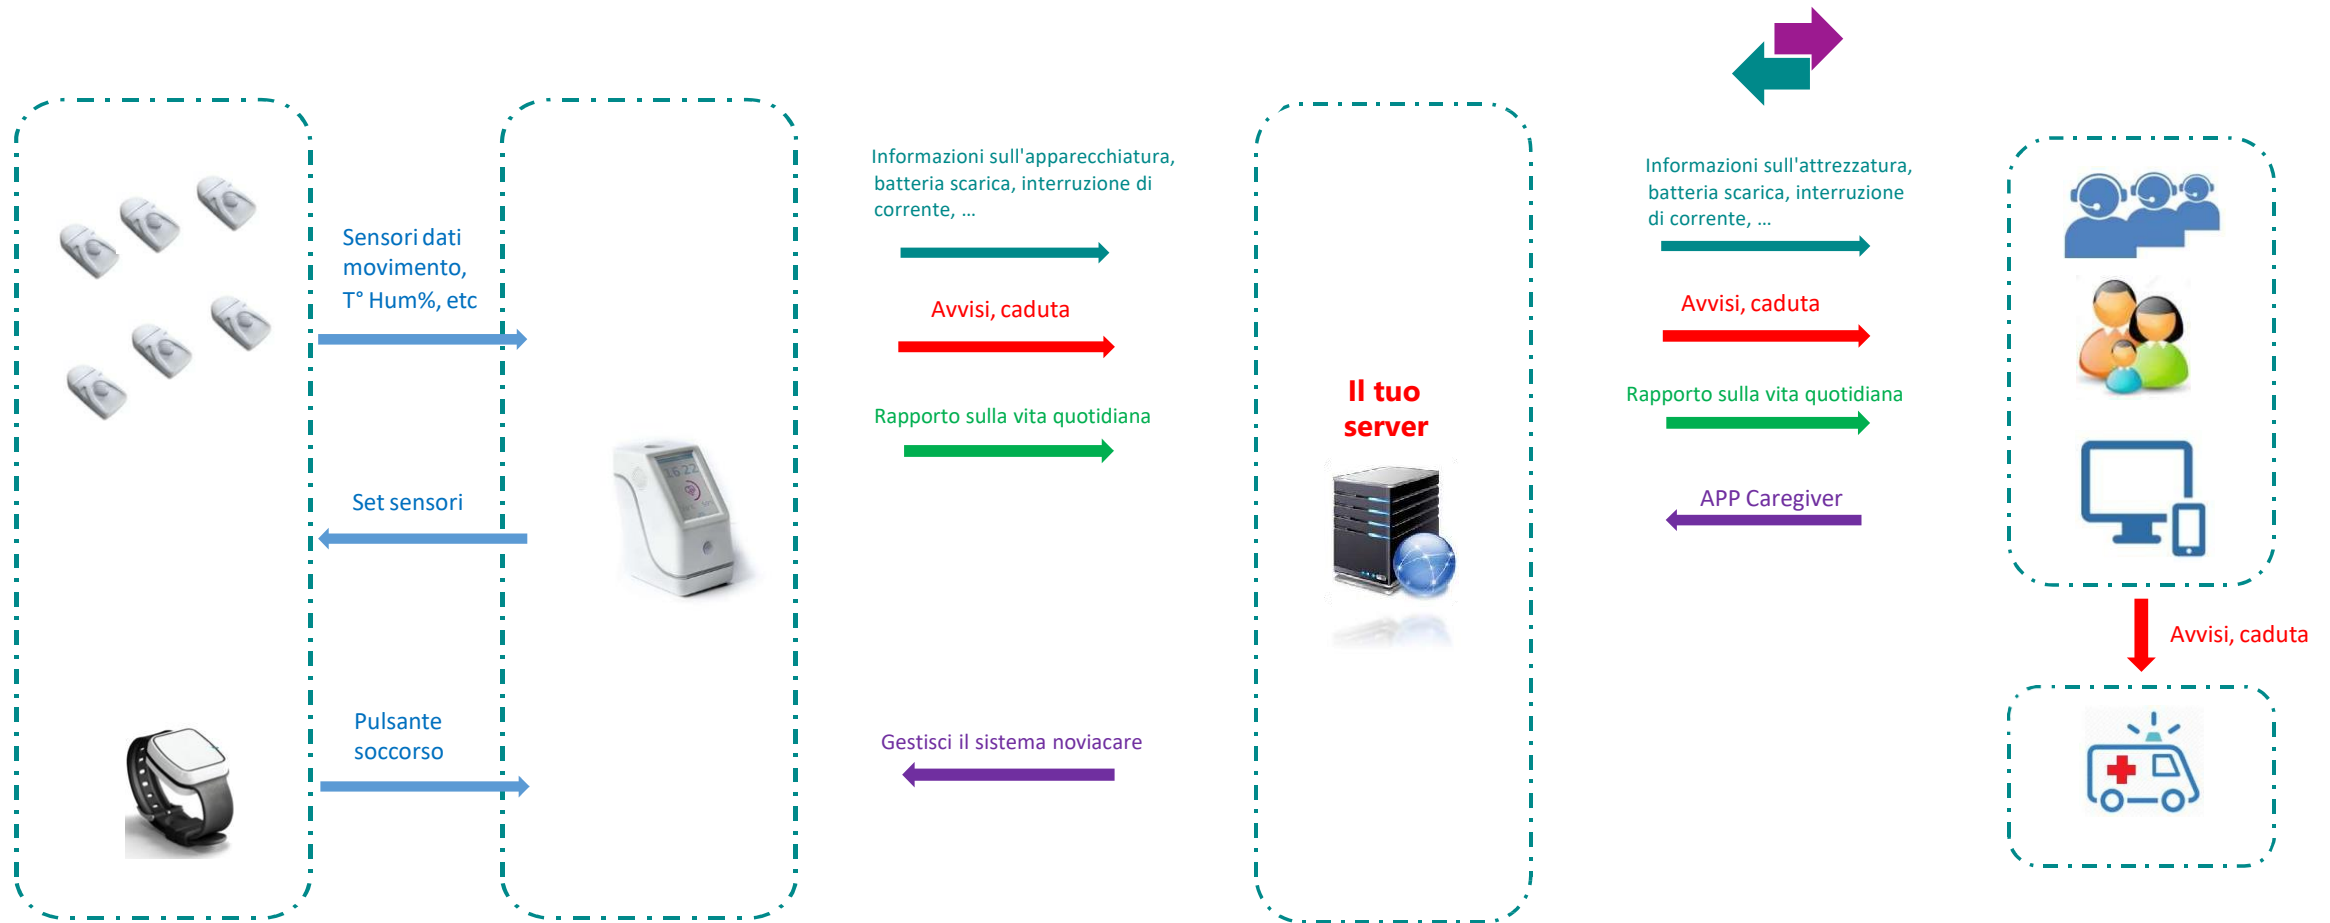 Sensori dati
movimento,
T° Hum%, etc
Set sensori
Pulsante
soccorso
16:22
Informazioni sull'apparecchiatura,
batteria scarica, interruzione di
corrente, ...
Avvisi, caduta
Rapporto sulla vita quotidiana
Gestisci il sistema noviacare
Il tuo
server
Informazioni sull'attrezzatura,
batteria scarica, interruzione
di corrente, ...
Avvisi, caduta
Rapporto sulla vita quotidiana
APP Caregiver
Avvisi, caduta